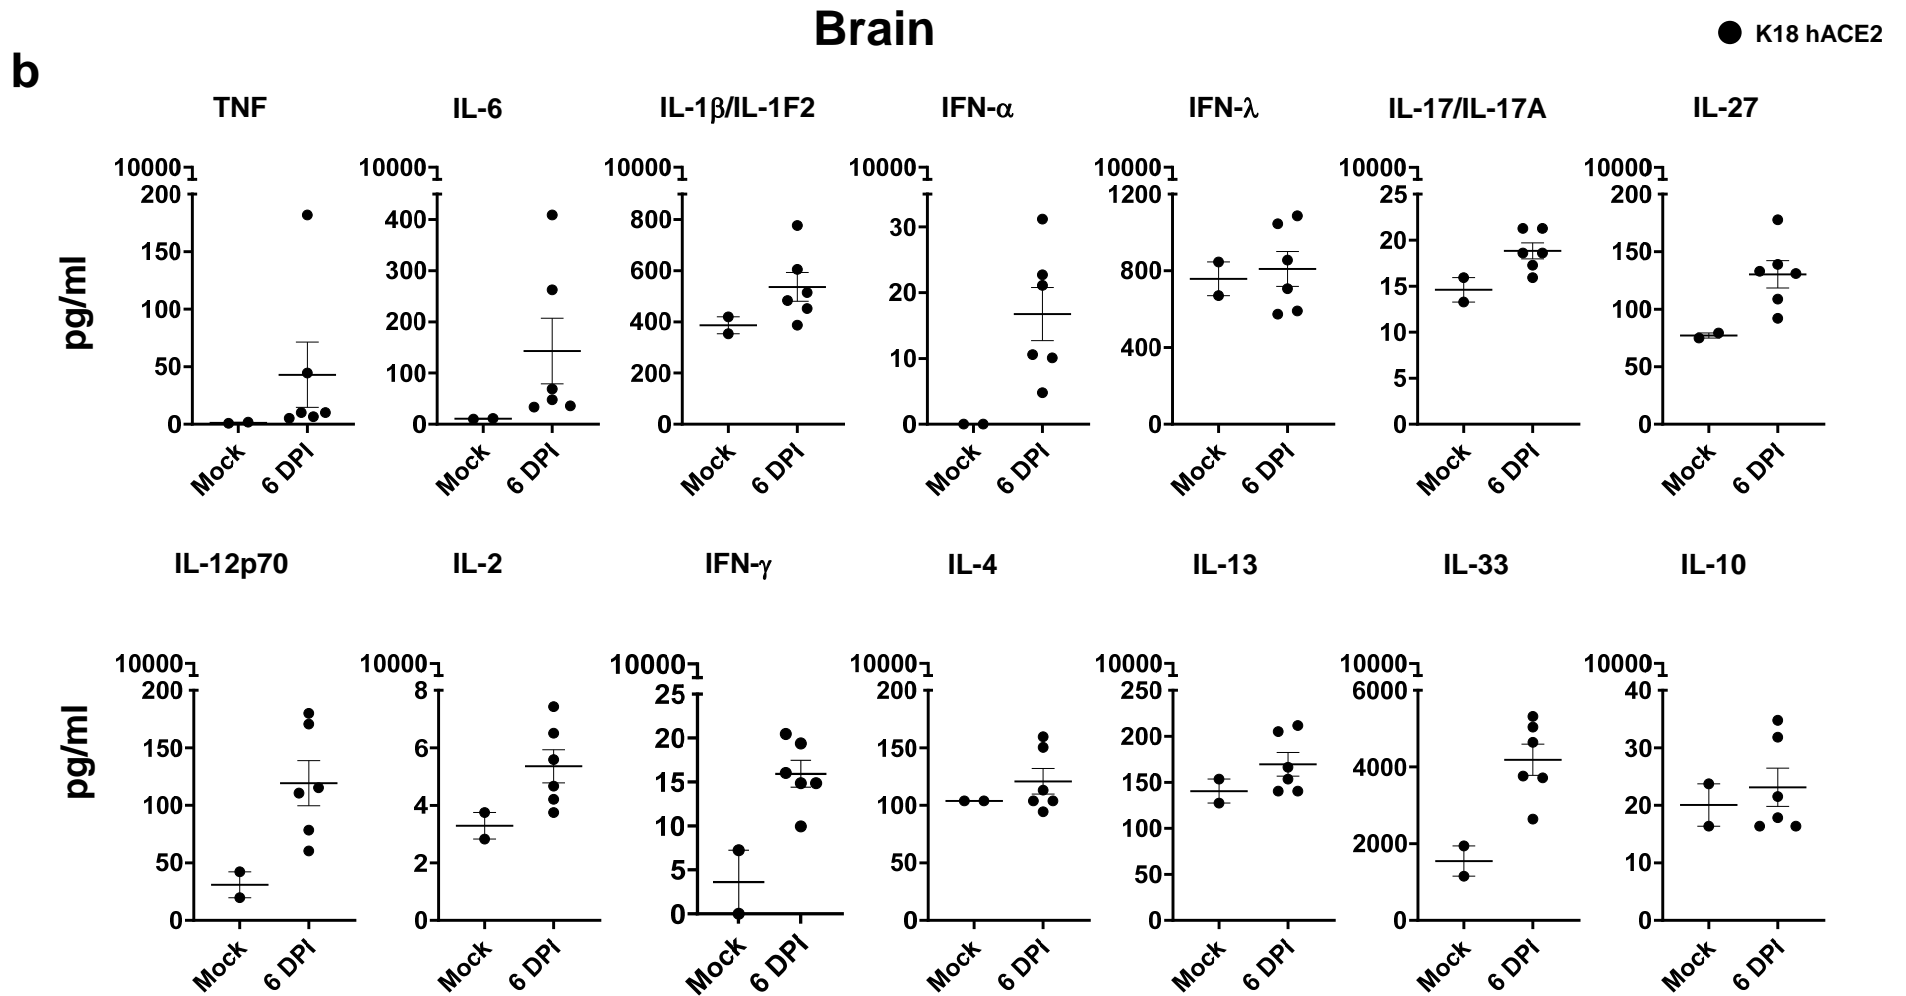 Brain
K18 hACE2
b
TNF IL-6 IL-1β/IL-1F2 IFN-α IFN-λ IL-17/IL-17A IL-27
10000 10000 10000 10000 10000 10000 10000
200 1200 25 200
400 800 30
150 20 150
300 600 800
20 15
100 200 400 100
10 400 10
50 100 200 5 50
0 0 0 0 0 0 0
pg/ml
Mock 6 DPI Mock 6 DPI Mock 6 DPI Mock 6 DPI Mock 6 DPI Mock 6 DPI Mock 6 DPI
IL-12p70 IL-2 IFN-γ IL-4 IL-13 IL-33 IL-10
10000 10000 10000 10000 10000 10000 10000
200 8 25 200 250 6000 40
150 6 20 150 200 4000 30
15 150
100 4 100 20
10 100 2000
50 2 5 50 50 10
0 0 0 0 0 0 0
pg/ml
Mock 6 DPI Mock 6 DPI Mock 6 DPI Mock 6 DPI Mock 6 DPI Mock 6 DPI Mock 6 DPI